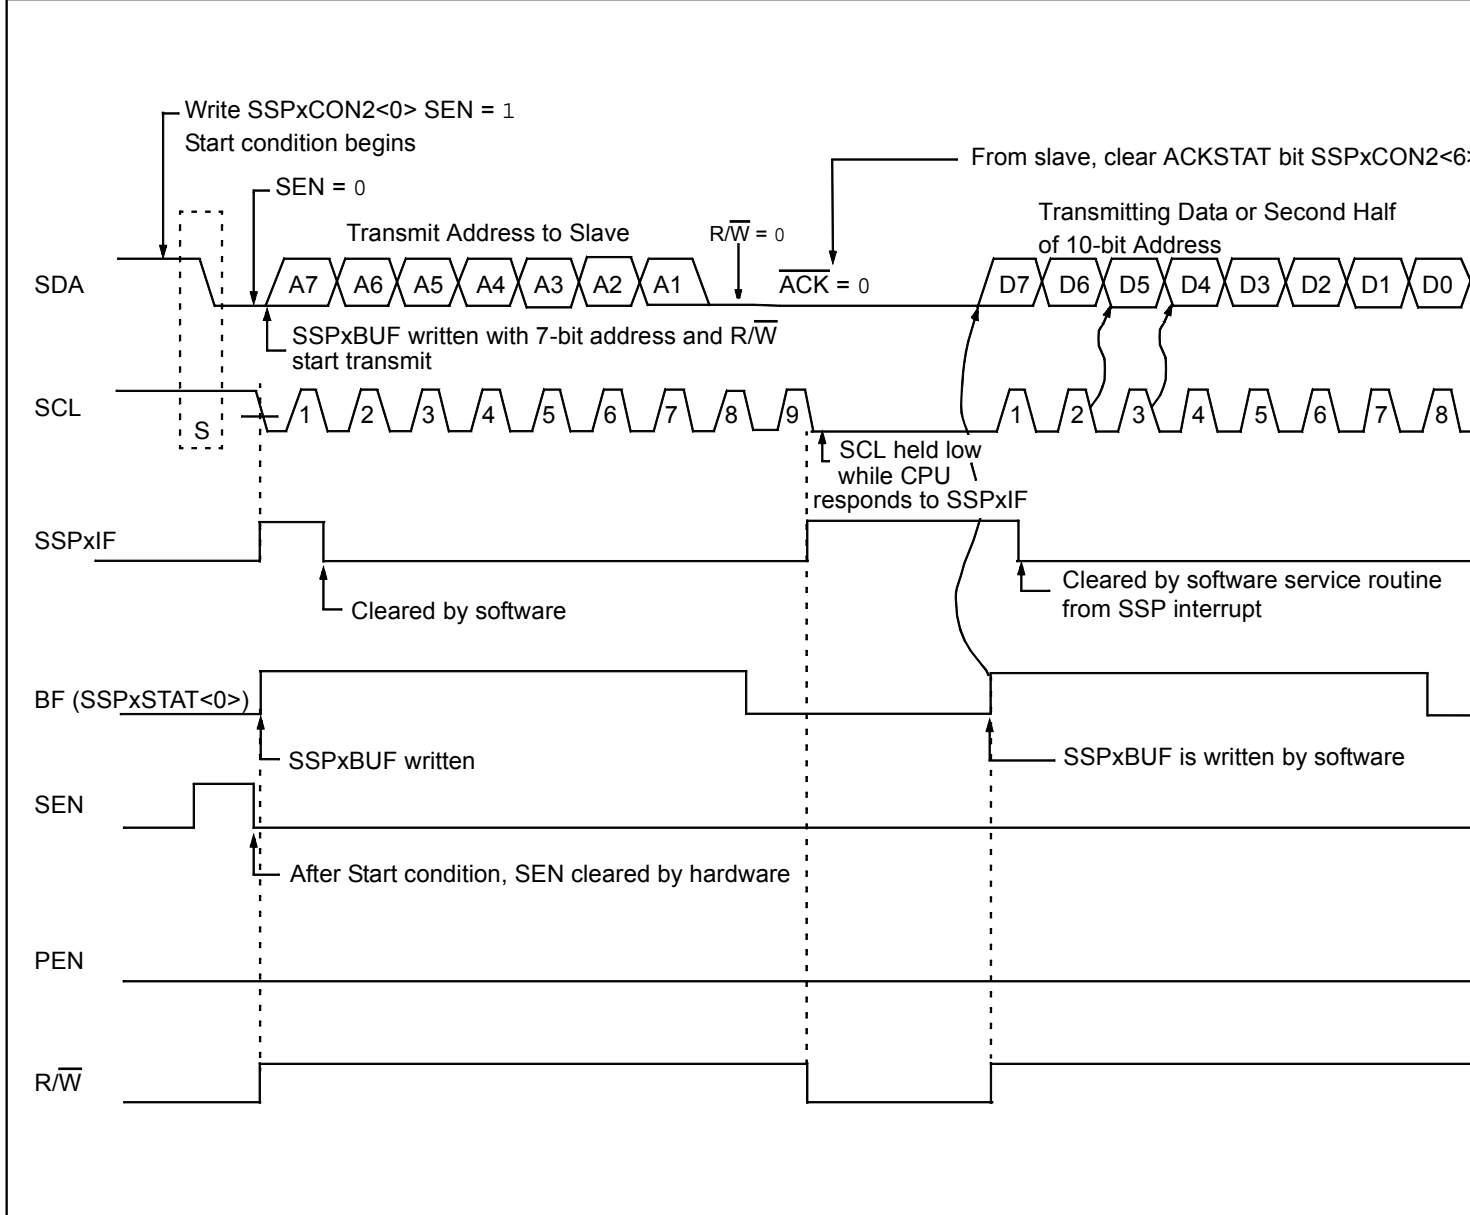 Write SSPxCON2<0> SEN = 1
Start condition begins
From slave, clear ACKSTAT bit SSPxCON2<6>
SEN = 0
Transmit Address to Slave
R/W̅ = 0
Transmitting Data or Second Half
of 10-bit Address
SDA
A7 A6 A5 A4 A3 A2 A1
A̅C̅K̅ = 0
D7 D6 D5 D4 D3 D2 D1 D0
SSPxBUF written with 7-bit address and R/W̅
start transmit
SCL
S
1 2 3 4 5 6 7 8 9
1 2 3 4 5 6 7 8
SCL held low
while CPU
responds to SSPxIF
SSPxIF
Cleared by software
Cleared by software service routine
from SSP interrupt
BF (SSPxSTAT<0>)
SSPxBUF written
SSPxBUF is written by software
SEN
After Start condition, SEN cleared by hardware
PEN
R/W̅